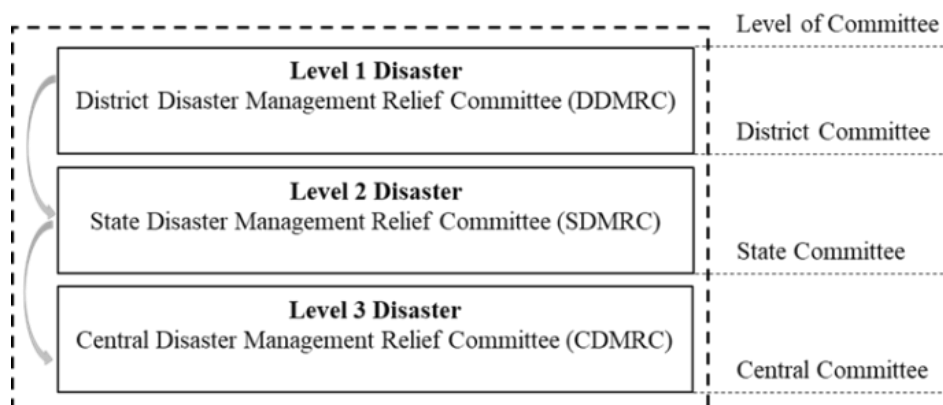 Level of Committee
Level 1 Disaster
District Disaster Management Relief Committee (DDMRC)
District Committee
Level 2 Disaster
State Disaster Management Relief Committee (SDMRC)
State Committee
Level 3 Disaster
Central Disaster Management Relief Committee (CDMRC)
Central Committee